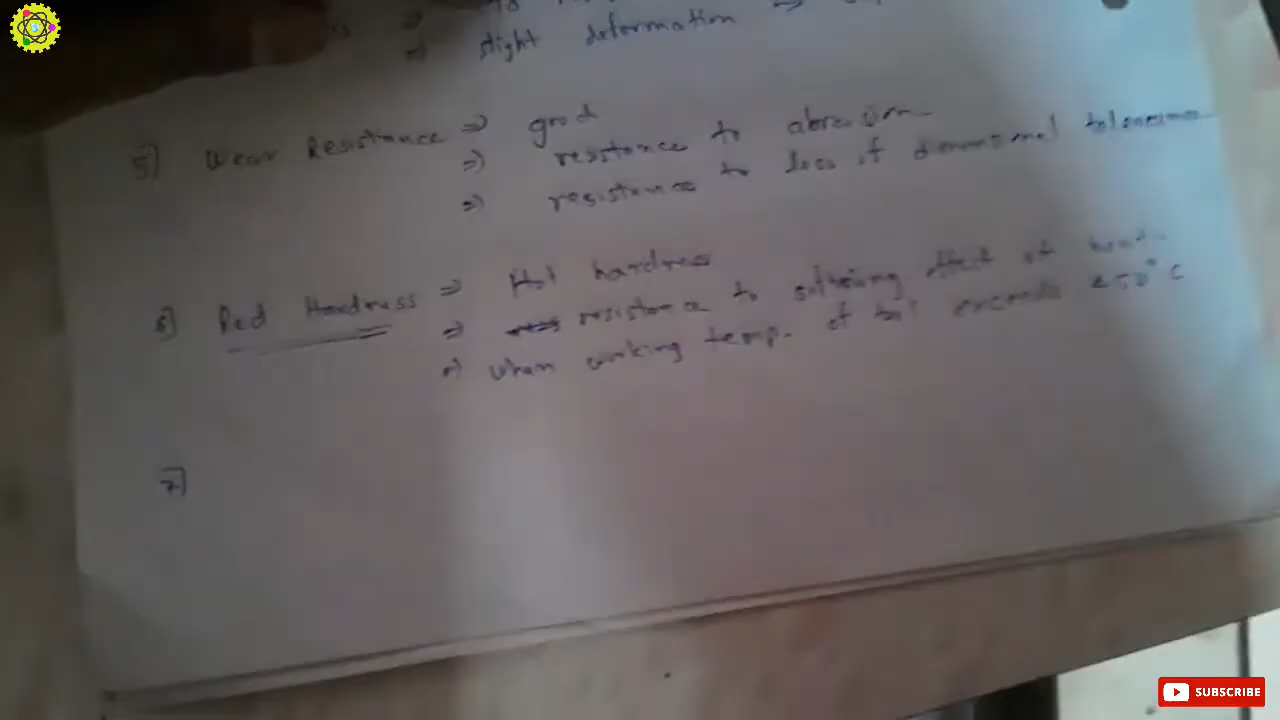 ⇒ slight deformation ⇒
5] Wear Resistance ⇒ good
⇒ resstance to abrasion
⇒ resistance to loss of dimensional tolerance
6] Red Hardness ⇒ Hot hardness
⇒ resistance to softening effect of heat.
⇒ when working temp. of tool exceeds °C
7]
SUBSCRIBE